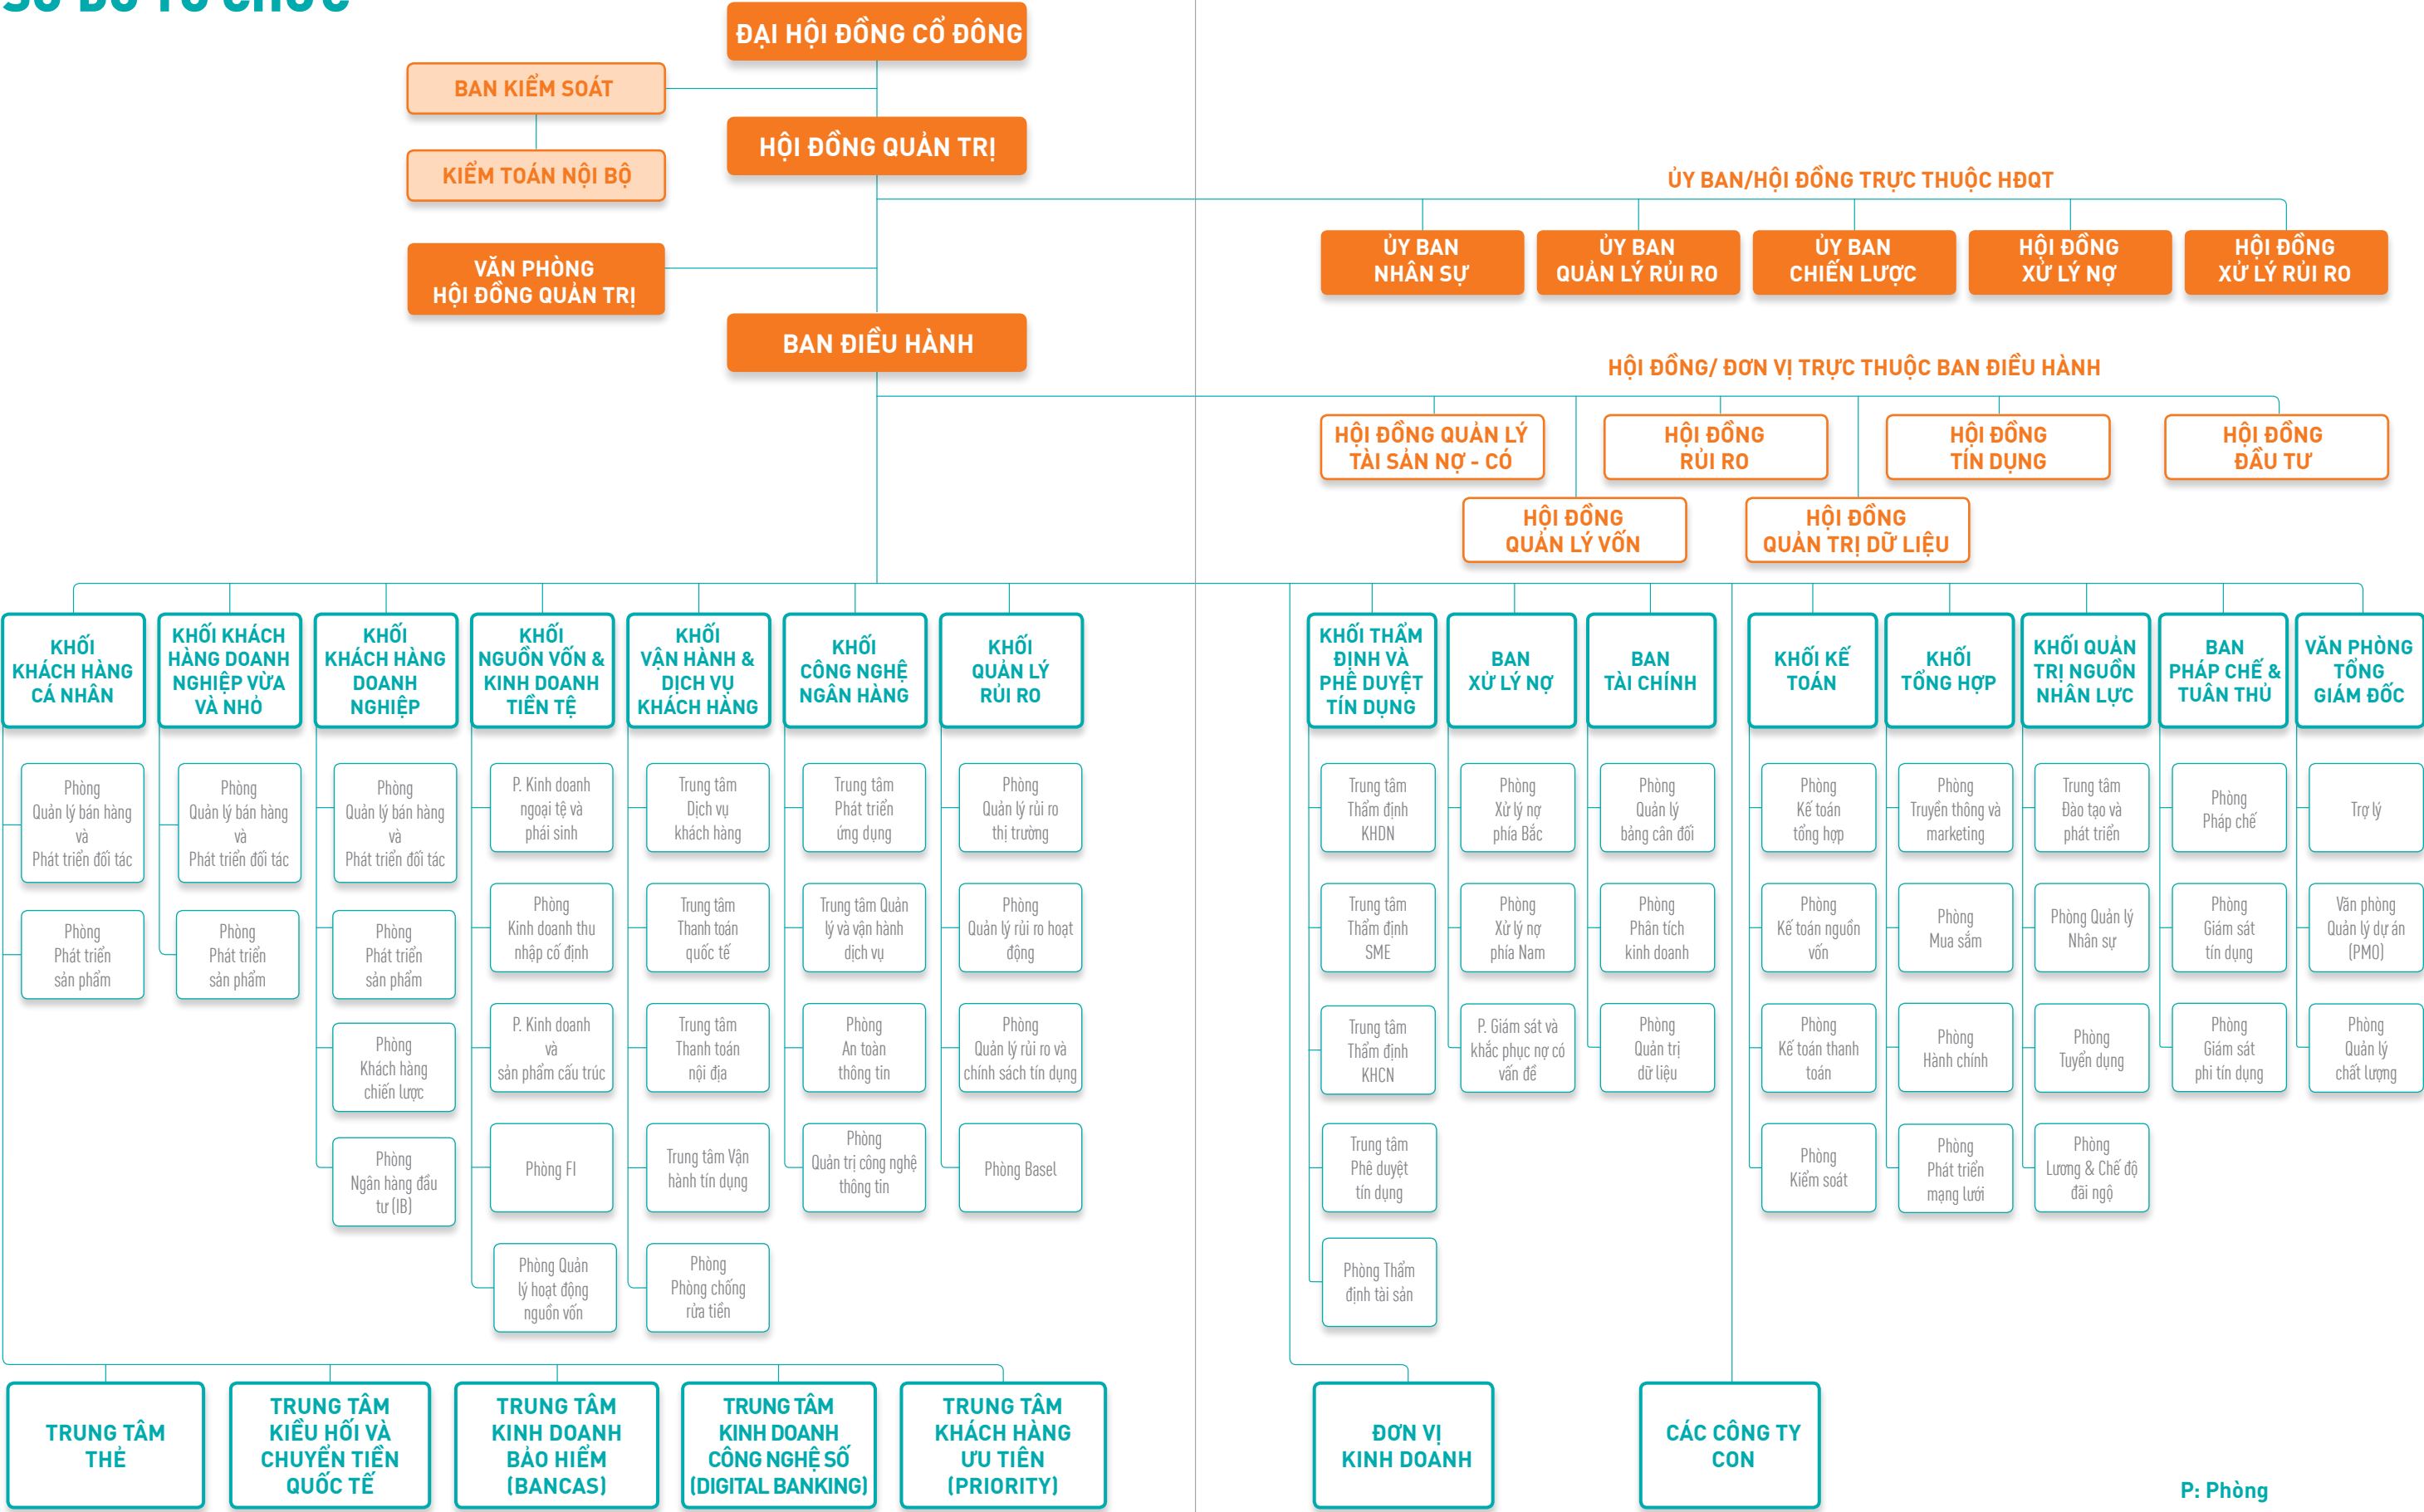 SƠ ĐỒ TỔ CHỨC
ĐẠI HỘI ĐỒNG CỔ ĐÔNG
BAN KIỂM SOÁT
HỘI ĐỒNG QUẢN TRỊ
KIỂM TOÁN NỘI BỘ
ỦY BAN/HỘI ĐỒNG TRỰC THUỘC HĐQT
VĂN PHÒNG
HỘI ĐỒNG QUẢN TRỊ
ỦY BAN
NHÂN SỰ
ỦY BAN
QUẢN LÝ RỦI RO
ỦY BAN
CHIẾN LƯỢC
HỘI ĐỒNG
XỬ LÝ NỢ
HỘI ĐỒNG
XỬ LÝ RỦI RO
BAN ĐIỀU HÀNH
HỘI ĐỒNG/ ĐƠN VỊ TRỰC THUỘC BAN ĐIỀU HÀNH
HỘI ĐỒNG QUẢN LÝ
TÀI SẢN NỢ - CÓ
HỘI ĐỒNG
RỦI RO
HỘI ĐỒNG
TÍN DỤNG
HỘI ĐỒNG
ĐẦU TƯ
HỘI ĐỒNG
QUẢN LÝ VỐN
HỘI ĐỒNG
QUẢN TRỊ DỮ LIỆU
KHỐI
KHÁCH HÀNG
CÁ NHÂN
KHỐI KHÁCH
HÀNG DOANH
NGHIỆP VỪA
VÀ NHỎ
KHỐI
KHÁCH HÀNG
DOANH
NGHIỆP
KHỐI
NGUỒN VỐN &
KINH DOANH
TIỀN TỆ
KHỐI
VẬN HÀNH &
DỊCH VỤ
KHÁCH HÀNG
KHỐI
CÔNG NGHỆ
NGÂN HÀNG
KHỐI
QUẢN LÝ
RỦI RO
KHỐI THẨM
ĐỊNH VÀ
PHÊ DUYỆT
TÍN DỤNG
BAN
XỬ LÝ NỢ
BAN
TÀI CHÍNH
KHỐI KẾ
TOÁN
KHỐI
TỔNG HỢP
KHỐI QUẢN
TRỊ NGUỒN
NHÂN LỰC
BAN
PHÁP CHẾ &
TUÂN THỦ
VĂN PHÒNG
TỔNG
GIÁM ĐỐC
Phòng
Quản lý bán hàng
và
Phát triển đối tác
Phòng
Phát triển
sản phẩm
Phòng
Quản lý bán hàng
và
Phát triển đối tác
Phòng
Phát triển
sản phẩm
Phòng
Quản lý bán hàng
và
Phát triển đối tác
Phòng
Phát triển
sản phẩm
Phòng
Khách hàng
chiến lược
Phòng
Ngân hàng đầu
tư (IB)
P. Kinh doanh
ngoại tệ và
phái sinh
Phòng
Kinh doanh thu
nhập cố định
P. Kinh doanh
và
sản phẩm cấu trúc
Phòng FI
Phòng Quản
lý hoạt động
nguồn vốn
Trung tâm
Dịch vụ
khách hàng
Trung tâm
Thanh toán
quốc tế
Trung tâm
Thanh toán
nội địa
Trung tâm Vận
hành tín dụng
Phòng
Phòng chống
rửa tiền
Trung tâm
Phát triển
ứng dụng
Trung tâm Quản
lý và vận hành
dịch vụ
Phòng
An toàn
thông tin
Phòng
Quản trị công nghệ
thông tin
Phòng
Quản lý rủi ro
thị trường
Phòng
Quản lý rủi ro hoạt
động
Phòng
Quản lý rủi ro và
chính sách tín dụng
Phòng Basel
Trung tâm
Thẩm định
KHDN
Trung tâm
Thẩm định
SME
Trung tâm
Thẩm định
KHCN
Trung tâm
Phê duyệt
tín dụng
Phòng Thẩm
định tài sản
Phòng
Xử lý nợ
phía Bắc
Phòng
Xử lý nợ
phía Nam
P. Giám sát và
khắc phục nợ có
vấn đề
Phòng
Quản lý
bảng cân đối
Phòng
Phân tích
kinh doanh
Phòng
Quản trị
dữ liệu
Phòng
Kế toán
tổng hợp
Phòng
Kế toán nguồn
vốn
Phòng
Kế toán thanh
toán
Phòng
Kiểm soát
Phòng
Truyền thông và
marketing
Phòng
Mua sắm
Phòng
Hành chính
Phòng
Phát triển
mạng lưới
Trung tâm
Đào tạo và
phát triển
Phòng Quản lý
Nhân sự
Phòng
Tuyển dụng
Phòng
Lương & Chế độ
đãi ngộ
Phòng
Pháp chế
Phòng
Giám sát
tín dụng
Phòng
Giám sát
phi tín dụng
Trợ lý
Văn phòng
Quản lý dự án
(PMO)
Phòng
Quản lý
chất lượng
TRUNG TÂM
THẺ
TRUNG TÂM
KIỀU HỐI VÀ
CHUYỂN TIỀN
QUỐC TẾ
TRUNG TÂM
KINH DOANH
BẢO HIỂM
(BANCAS)
TRUNG TÂM
KINH DOANH
CÔNG NGHỆ SỐ
(DIGITAL BANKING)
TRUNG TÂM
KHÁCH HÀNG
ƯU TIÊN
(PRIORITY)
ĐƠN VỊ
KINH DOANH
CÁC CÔNG TY
CON
P: Phòng